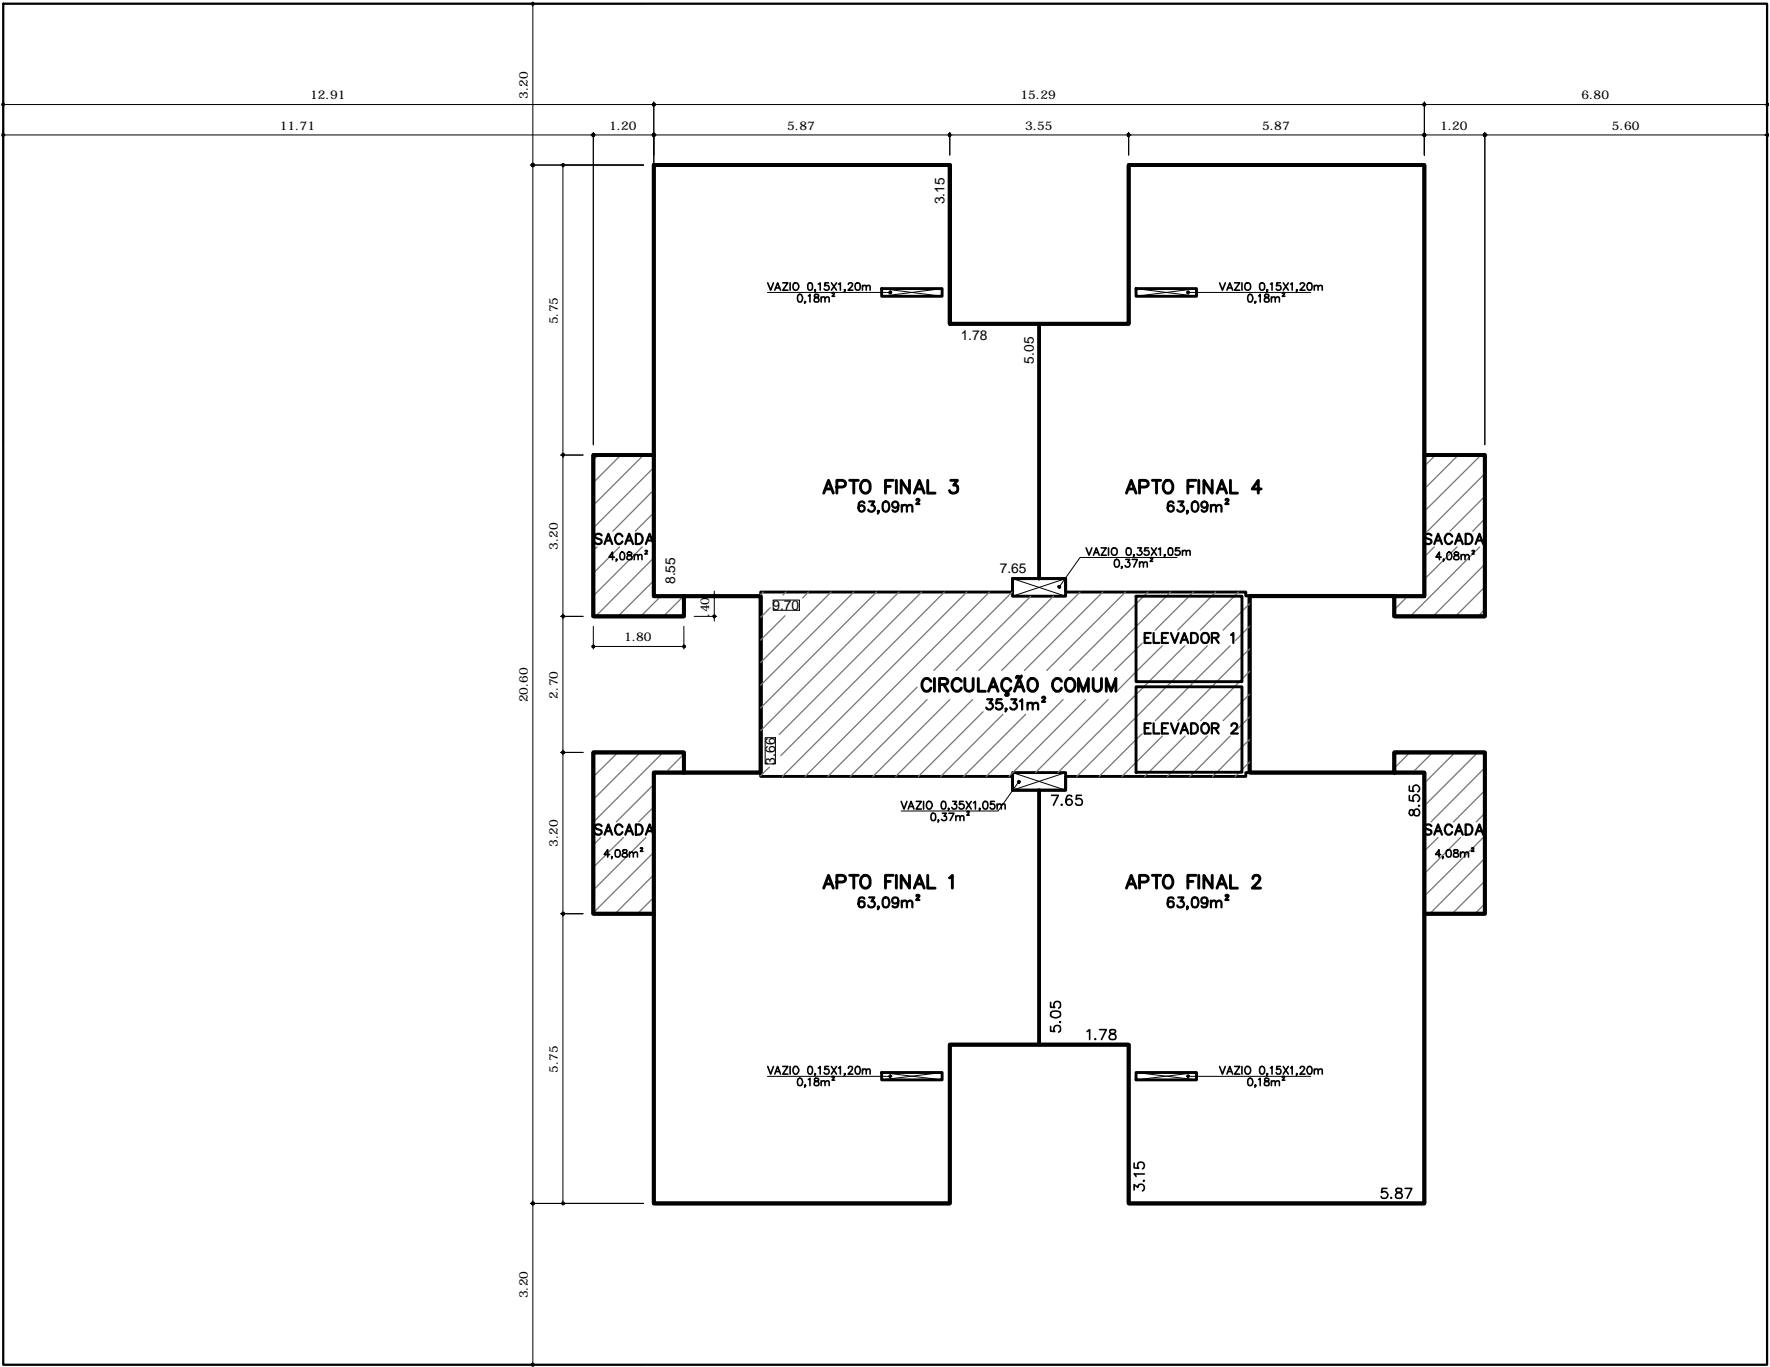 3.20
12.91
15.29
6.80
11.71
1.20
5.87
3.55
5.87
1.20
5.60
3.15
VAZIO 0,15X1,20m
0,18m²
VAZIO 0,15X1,20m
0,18m²
5.75
1.78
5.05
APTO FINAL 3
63,09m²
APTO FINAL 4
63,09m²
3.20
SACADA
4,08m²
SACADA
4,08m²
8.55
7.65
VAZIO 0,35X1,05m
0,37m²
.40
9.70
1.80
ELEVADOR 1
20.60
2.70
CIRCULAÇÃO COMUM
35,31m²
3.66
ELEVADOR 2
VAZIO 0,35X1,05m
0,37m²
7.65
8.55
3.20
SACADA
4,08m²
SACADA
4,08m²
APTO FINAL 1
63,09m²
APTO FINAL 2
63,09m²
5.05
1.78
5.75
VAZIO 0,15X1,20m
0,18m²
VAZIO 0,15X1,20m
0,18m²
3.15
5.87
3.20